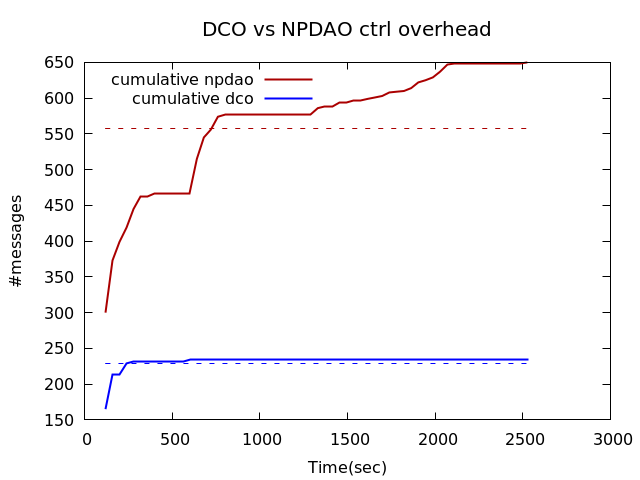 DCO vs NPDAO ctrl overhead
cumulative npdao
cumulative dco
650
600
550
500
450
400
350
300
250
200
150
#messages
0 500 1000 1500 2000 2500 3000
Time(sec)